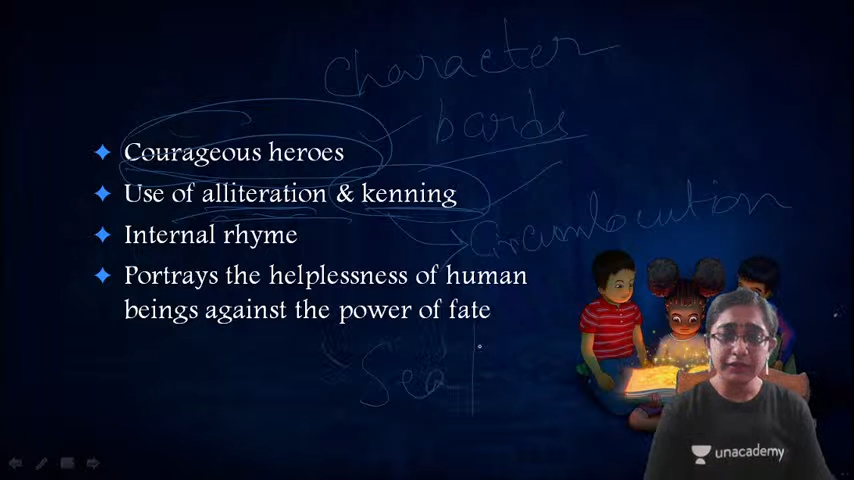 character
bards
✦ Courageous heroes
✦ Use of alliteration & kenning
Circumlocution
✦ Internal rhyme
✦ Portrays the helplessness of human
beings against the power of fate
Sea
unacademy